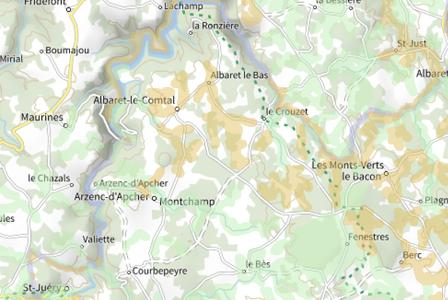 Fridefont
Lachamp
la Ronzière
la Bessière
Boumajou
St-Just
Mirial
Albaret le Bas
Albaret
Albaret-le-Comtal
Maurines
le Crouzet
Les Monts-Verts
le Bacon
le Chazals
Arzenc-d'Apcher
Arzenc-d'Apcher
Montchamp
Valiette
Fenestres
Berc
Corbepeyre
le Bès
St-Juéry